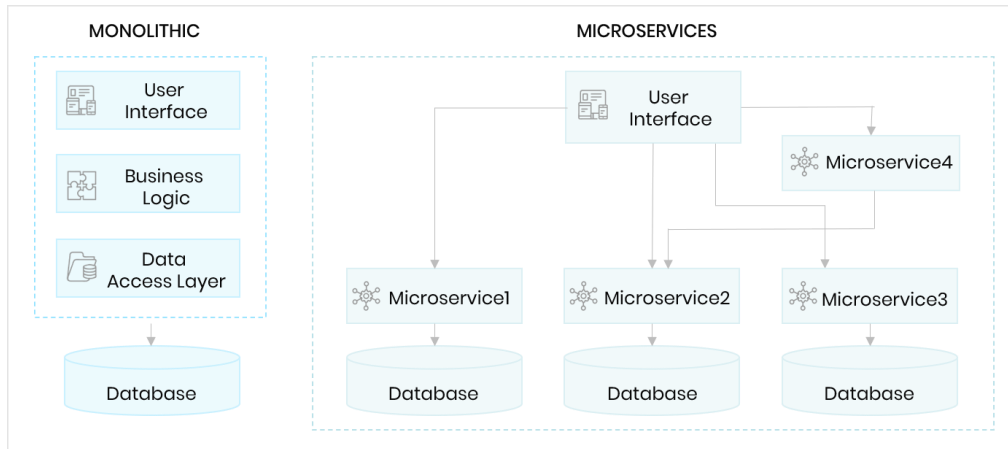 MONOLITHIC
User
Interface
Business
Logic
Data
Access Layer
Database
MICROSERVICES
User
Interface
Microservice4
Microservice1
Microservice2
Microservice3
Database
Database
Database